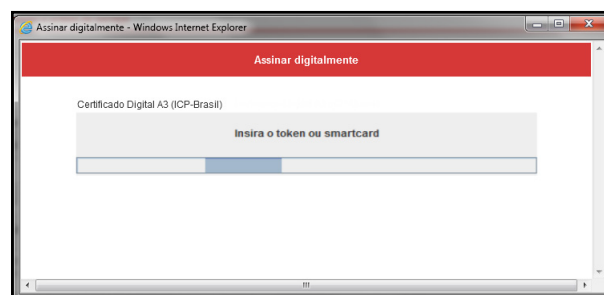 Assinar digitalmente - Windows Internet Explorer
Assinar digitalmente
Certificado Digital A3 (ICP-Brasil)
Insira o token ou smartcard